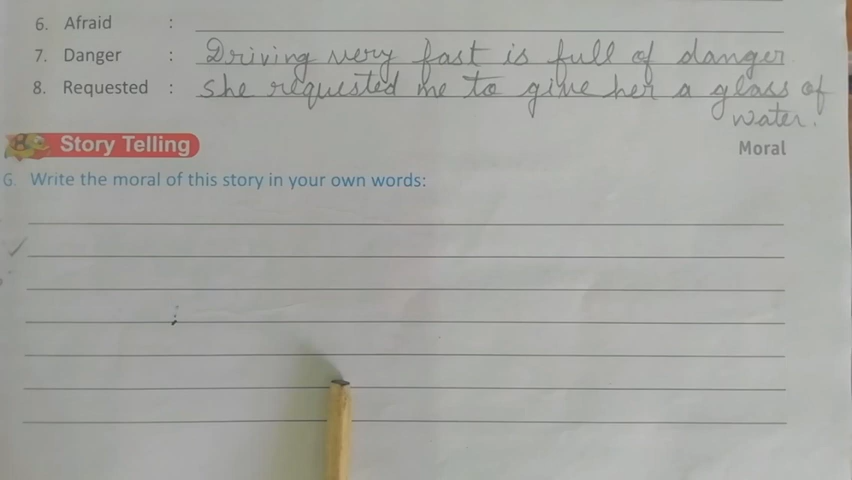 6. Afraid :
7. Danger : Driving very fast is full of danger
8. Requested : She requested me to give her a glass of
water.
Story Telling
Moral
G. Write the moral of this story in your own words: